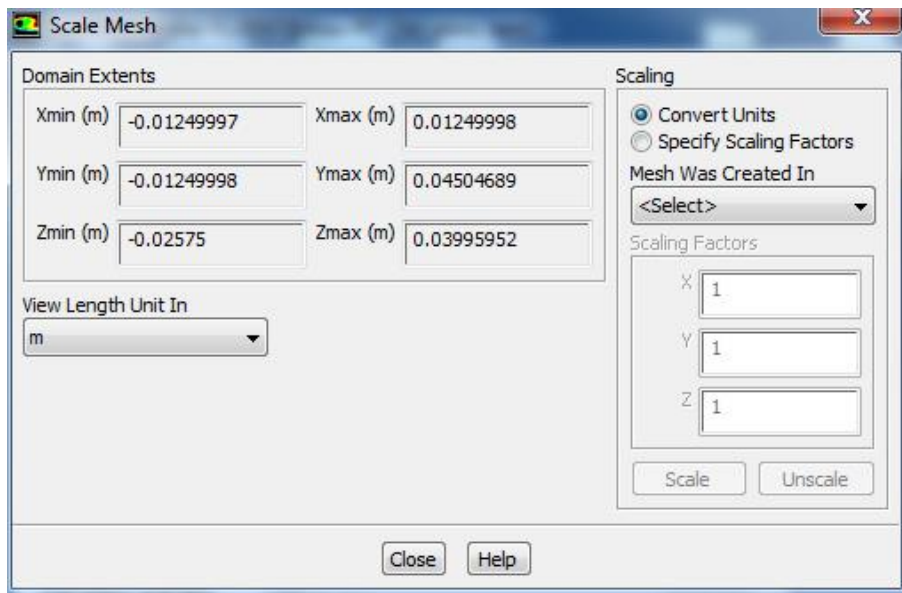 Scale Mesh
Domain Extents
Xmin (m) -0.01249997 Xmax (m) 0.01249998
Ymin (m) -0.01249998 Ymax (m) 0.04504689
Zmin (m) -0.02575 Zmax (m) 0.03995952
View Length Unit In
m
Scaling
Convert Units
Specify Scaling Factors
Mesh Was Created In
<Select>
Scaling Factors
X 1
Y 1
Z 1
Scale Unscale
Close Help